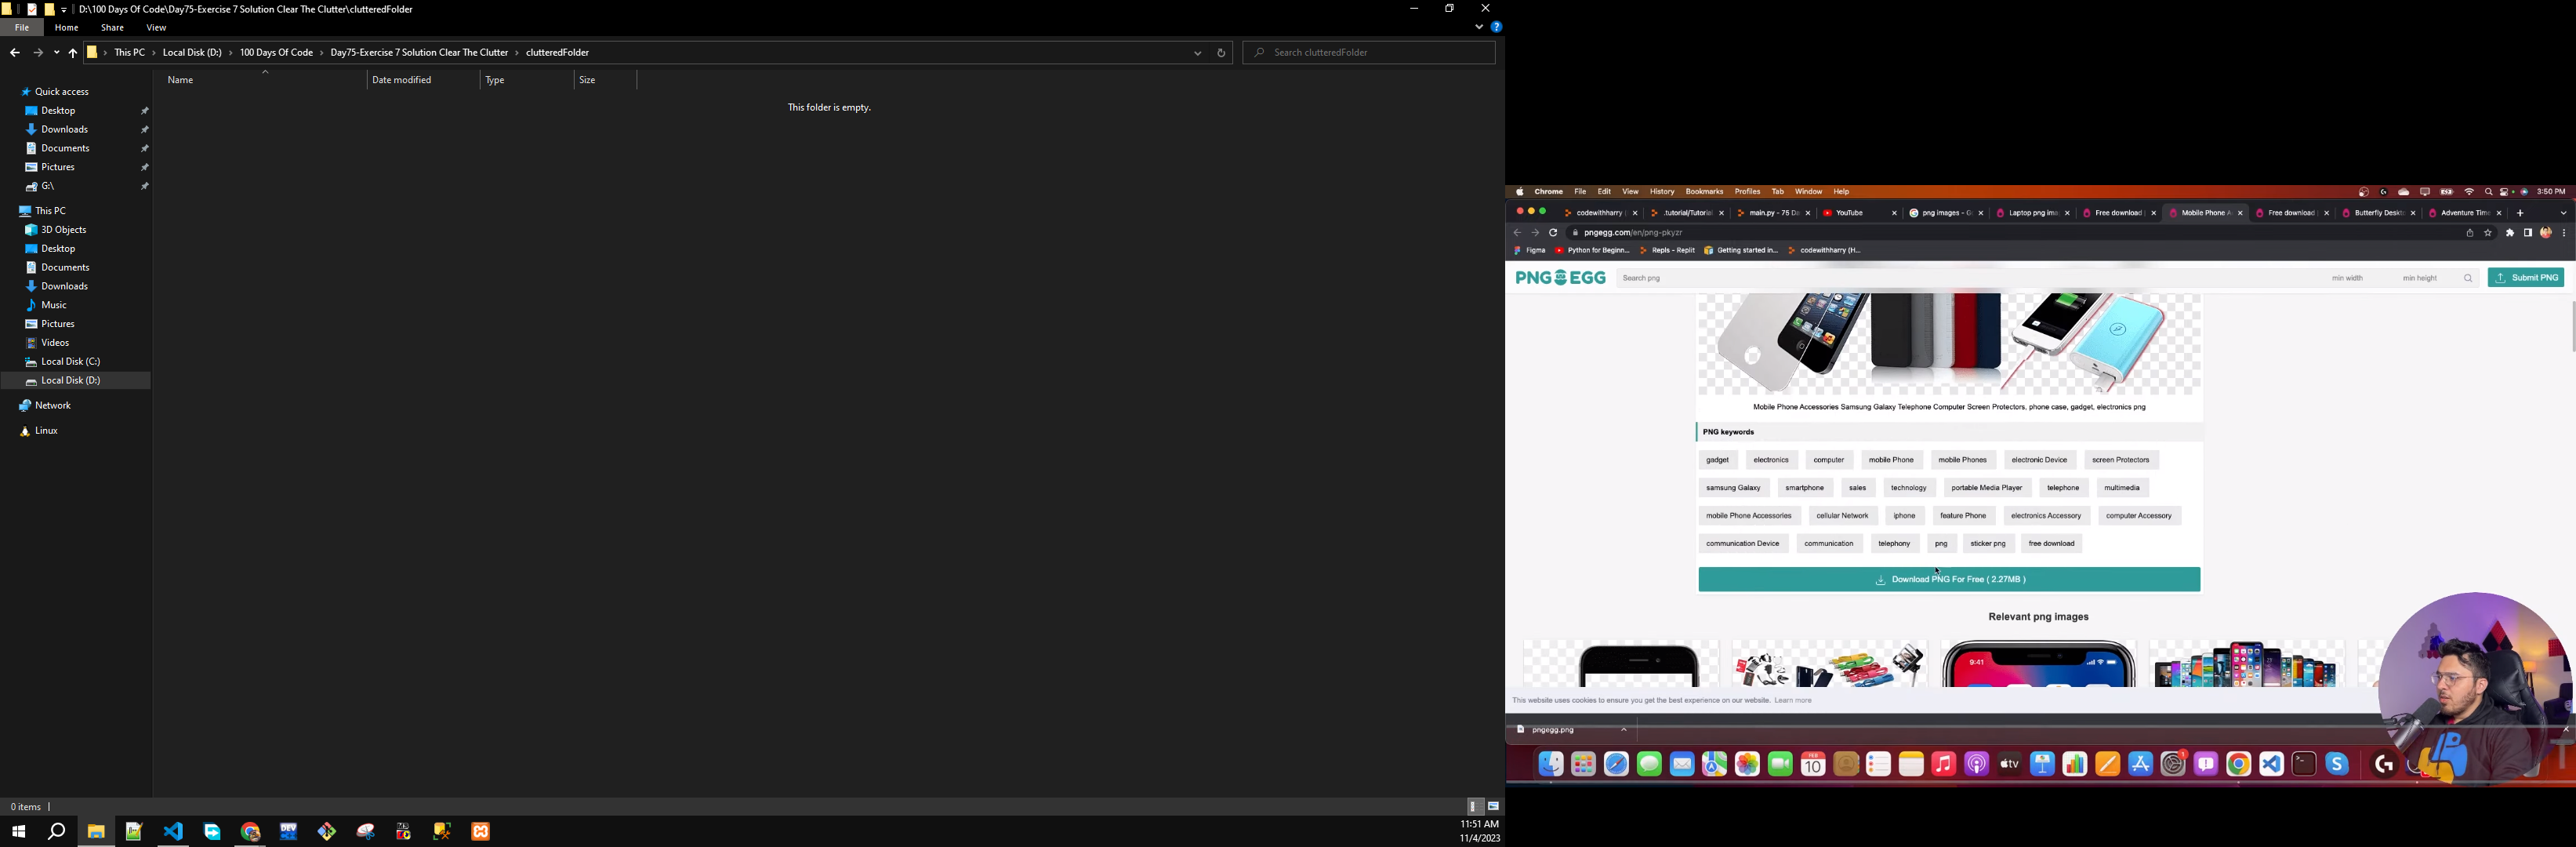 D:\100 Days Of Code\Day75-Exercise 7 Solution Clear The Clutter\clutteredFolder
File Home Share View
This PC Local Disk (D:) 100 Days Of Code Day75-Exercise 7 Solution Clear The Clutter clutteredFolder
Search clutteredFolder
Name Date modified Type Size
This folder is empty.
Quick access
Desktop
Downloads
Documents
Pictures
G:\
This PC
3D Objects
Desktop
Documents
Downloads
Music
Pictures
Videos
Local Disk (C:)
Local Disk (D:)
Network
Linux
0 items
11:51 AM
11/4/2023
Chrome File Edit View History Bookmarks Profiles Tab Window Help
3:50 PM
codewithharry .tutorial/Tutorial main.py - 75 Da YouTube png images - G Laptop png ima Free download Mobile Phone A Free download Butterfly Deskt Adventure Time
pngegg.com/en/png-pkyzr
Figma Python for Beginn... Repls - Replit Getting started in... codewithharry (H...
PNG EGG Search png min width min height Submit PNG
Mobile Phone Accessories Samsung Galaxy Telephone Computer Screen Protectors, phone case, gadget, electronics png
PNG keywords
gadget electronics computer mobile Phone mobile Phones electronic Device screen Protectors
samsung Galaxy smartphone sales technology portable Media Player telephone multimedia
mobile Phone Accessories cellular Network iphone feature Phone electronics Accessory computer Accessory
communication Device communication telephony png sticker png free download
Download PNG For Free ( 2.27MB )
Relevant png images
9:41
This website uses cookies to ensure you get the best experience on our website. Learn more
pngegg.png
FEB
10
tv